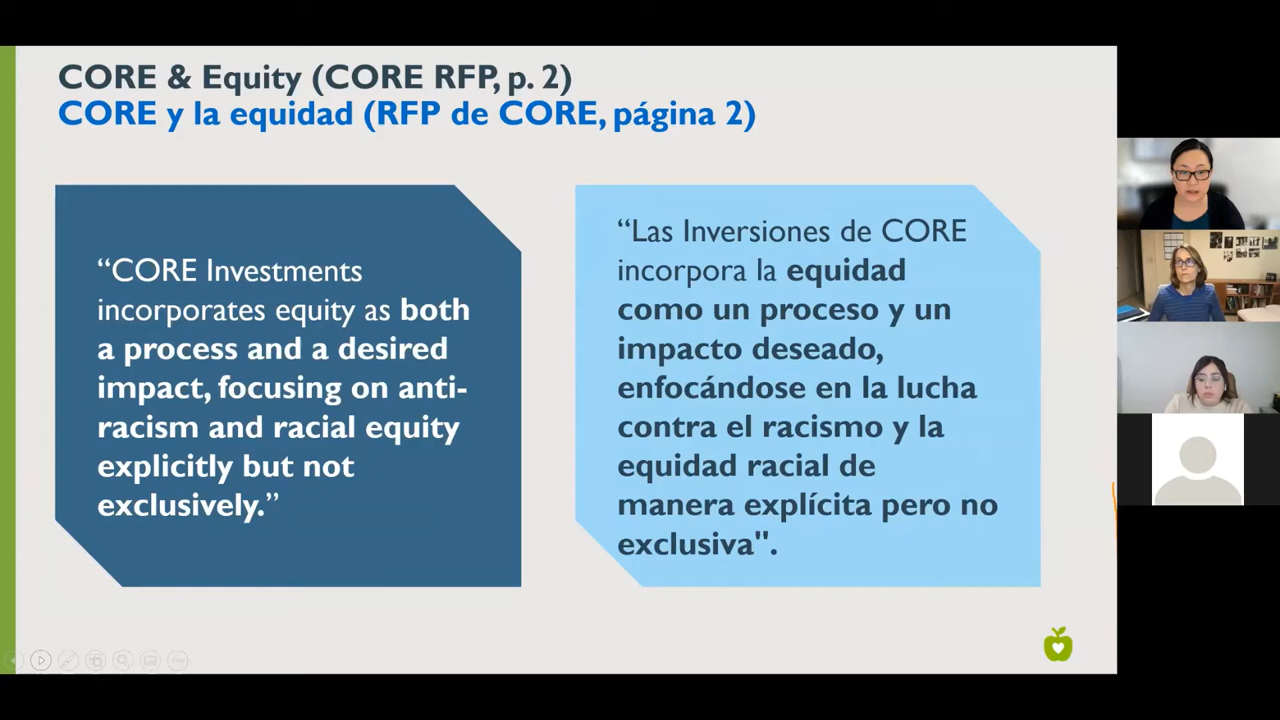 CORE & Equity (CORE RFP, p. 2)
CORE y la equidad (RFP de CORE, página 2)
“CORE Investments
incorporates equity as both
a process and a desired
impact, focusing on anti-
racism and racial equity
explicitly but not
exclusively.”
“Las Inversiones de CORE
incorpora la equidad
como un proceso y un
impacto deseado,
enfocándose en la lucha
contra el racismo y la
equidad racial de
manera explícita pero no
exclusiva".